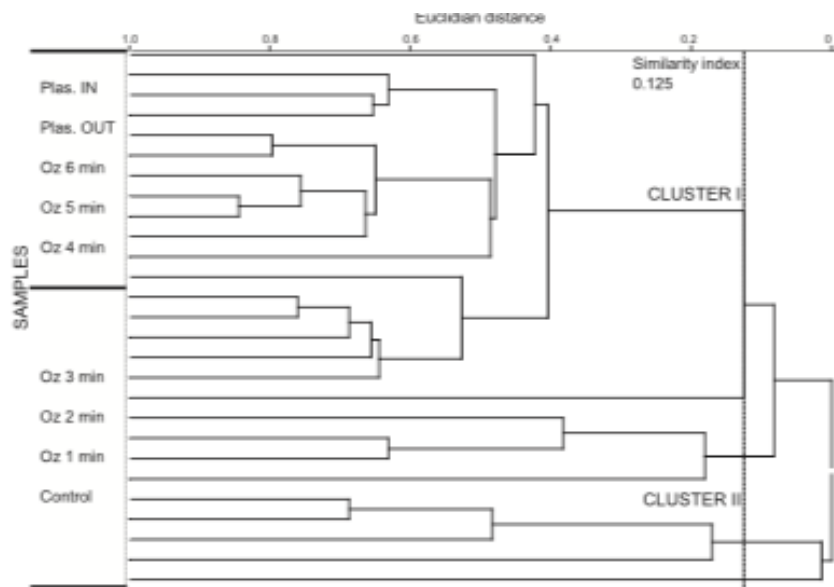 Euclidian distance
1.0 0.8 0.6 0.4 0.2 0
Similarity index
0.125
Plas. IN
Plas. OUT
Oz 6 min
Oz 5 min
CLUSTER I
Oz 4 min
SAMPLES
Oz 3 min
Oz 2 min
Oz 1 min
Control
CLUSTER II